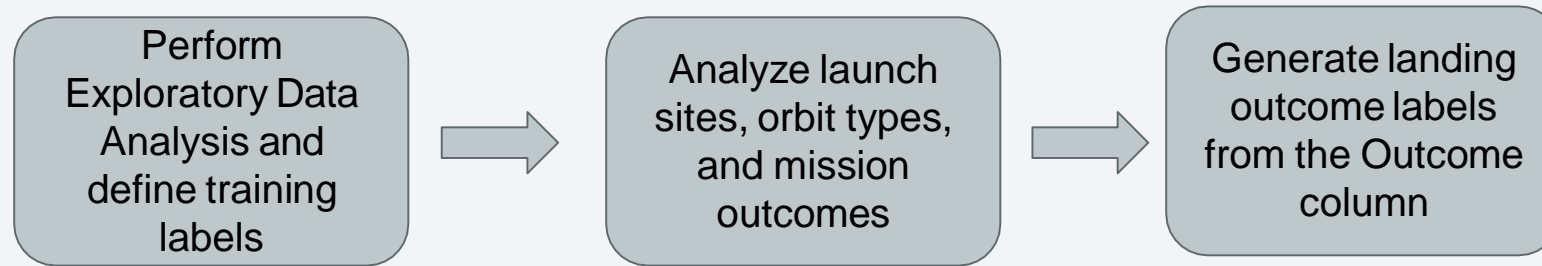 Perform
Exploratory Data
Analysis and
define training
labels
Analyze launch
sites, orbit types,
and mission
outcomes
Generate landing
outcome labels
from the Outcome
column